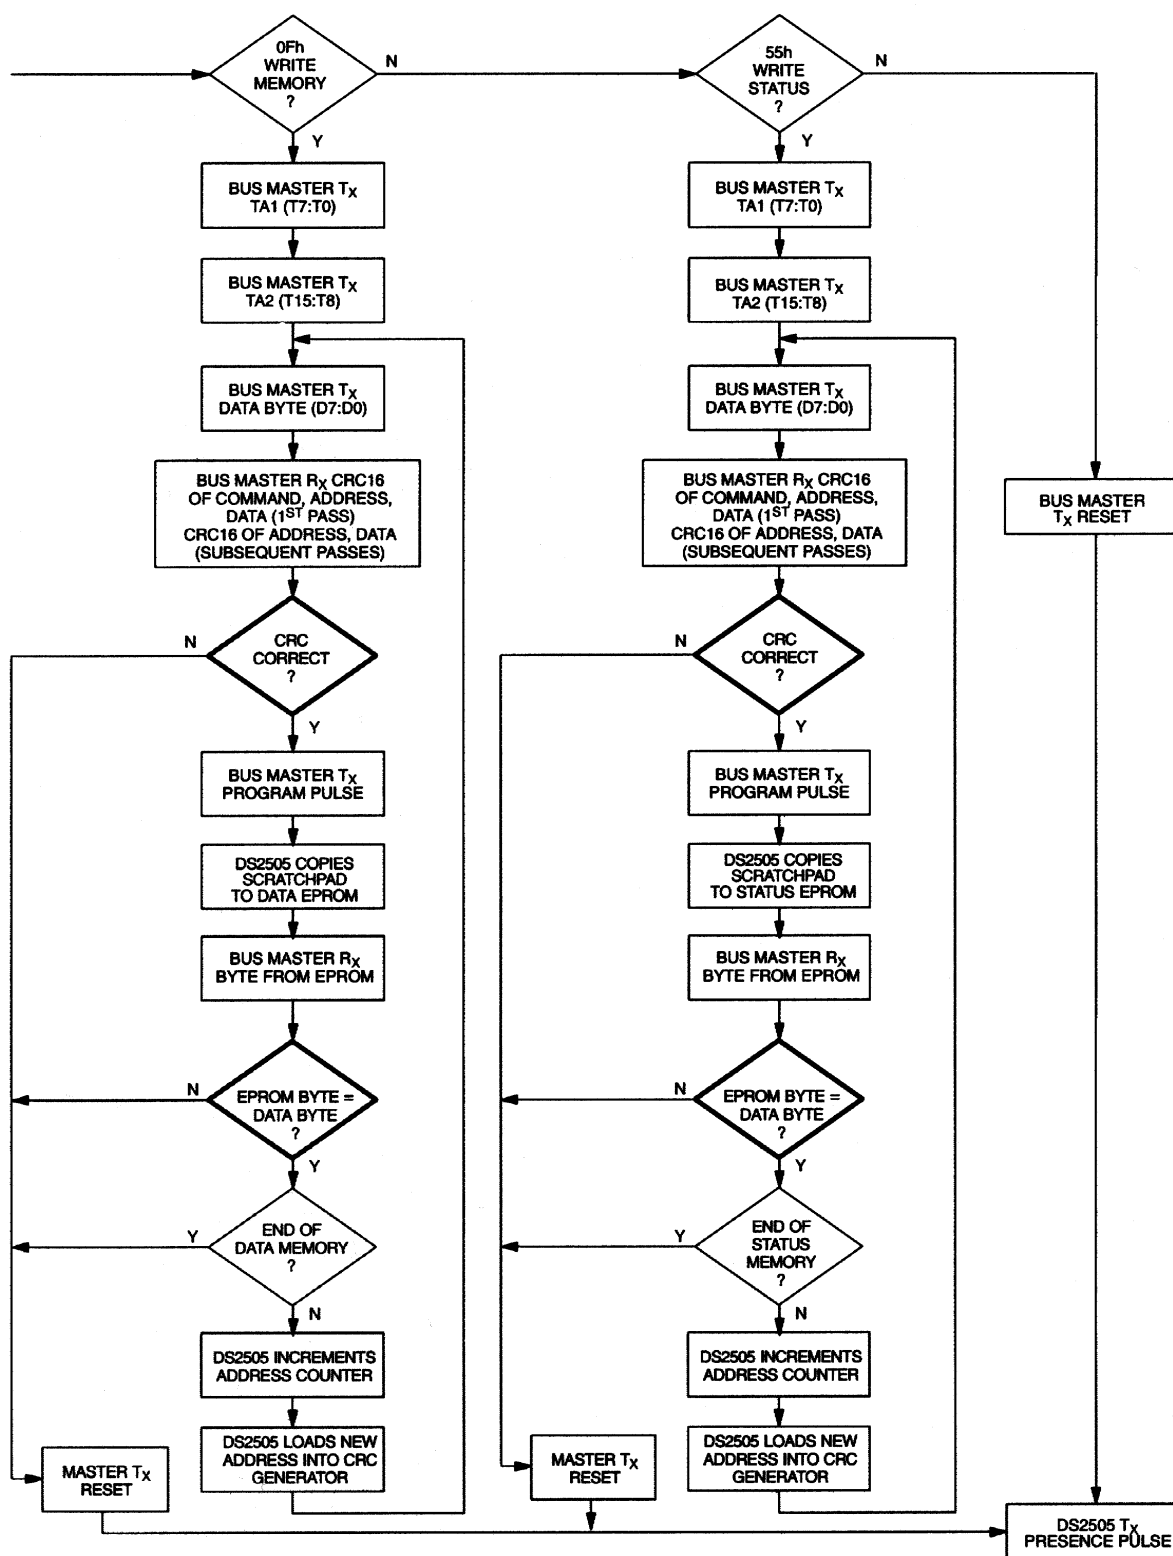 0Fh
WRITE
MEMORY
?
N
Y
BUS MASTER TX
TA1 (T7:T0)
BUS MASTER TX
TA2 (T15:T8)
BUS MASTER TX
DATA BYTE (D7:D0)
BUS MASTER RX CRC16
OF COMMAND, ADDRESS,
DATA (1ST PASS)
CRC16 OF ADDRESS, DATA
(SUBSEQUENT PASSES)
N
CRC
CORRECT
?
Y
BUS MASTER TX
PROGRAM PULSE
DS2505 COPIES
SCRATCHPAD
TO DATA EPROM
BUS MASTER RX
BYTE FROM EPROM
N
EPROM BYTE =
DATA BYTE
?
Y
Y
END OF
DATA MEMORY
?
N
DS2505 INCREMENTS
ADDRESS COUNTER
DS2505 LOADS NEW
ADDRESS INTO CRC
GENERATOR
MASTER TX
RESET
55h
WRITE
STATUS
?
N
Y
BUS MASTER TX
TA1 (T7:T0)
BUS MASTER TX
TA2 (T15:T8)
BUS MASTER TX
DATA BYTE (D7:D0)
BUS MASTER RX CRC16
OF COMMAND, ADDRESS,
DATA (1ST PASS)
CRC16 OF ADDRESS, DATA
(SUBSEQUENT PASSES)
N
CRC
CORRECT
?
Y
BUS MASTER TX
PROGRAM PULSE
DS2505 COPIES
SCRATCHPAD
TO STATUS EPROM
BUS MASTER RX
BYTE FROM EPROM
N
EPROM BYTE =
DATA BYTE
?
Y
Y
END OF
STATUS
MEMORY
?
N
DS2505 INCREMENTS
ADDRESS COUNTER
DS2505 LOADS NEW
ADDRESS INTO CRC
GENERATOR
MASTER TX
RESET
BUS MASTER
TX RESET
DS2505 TX
PRESENCE PULSE